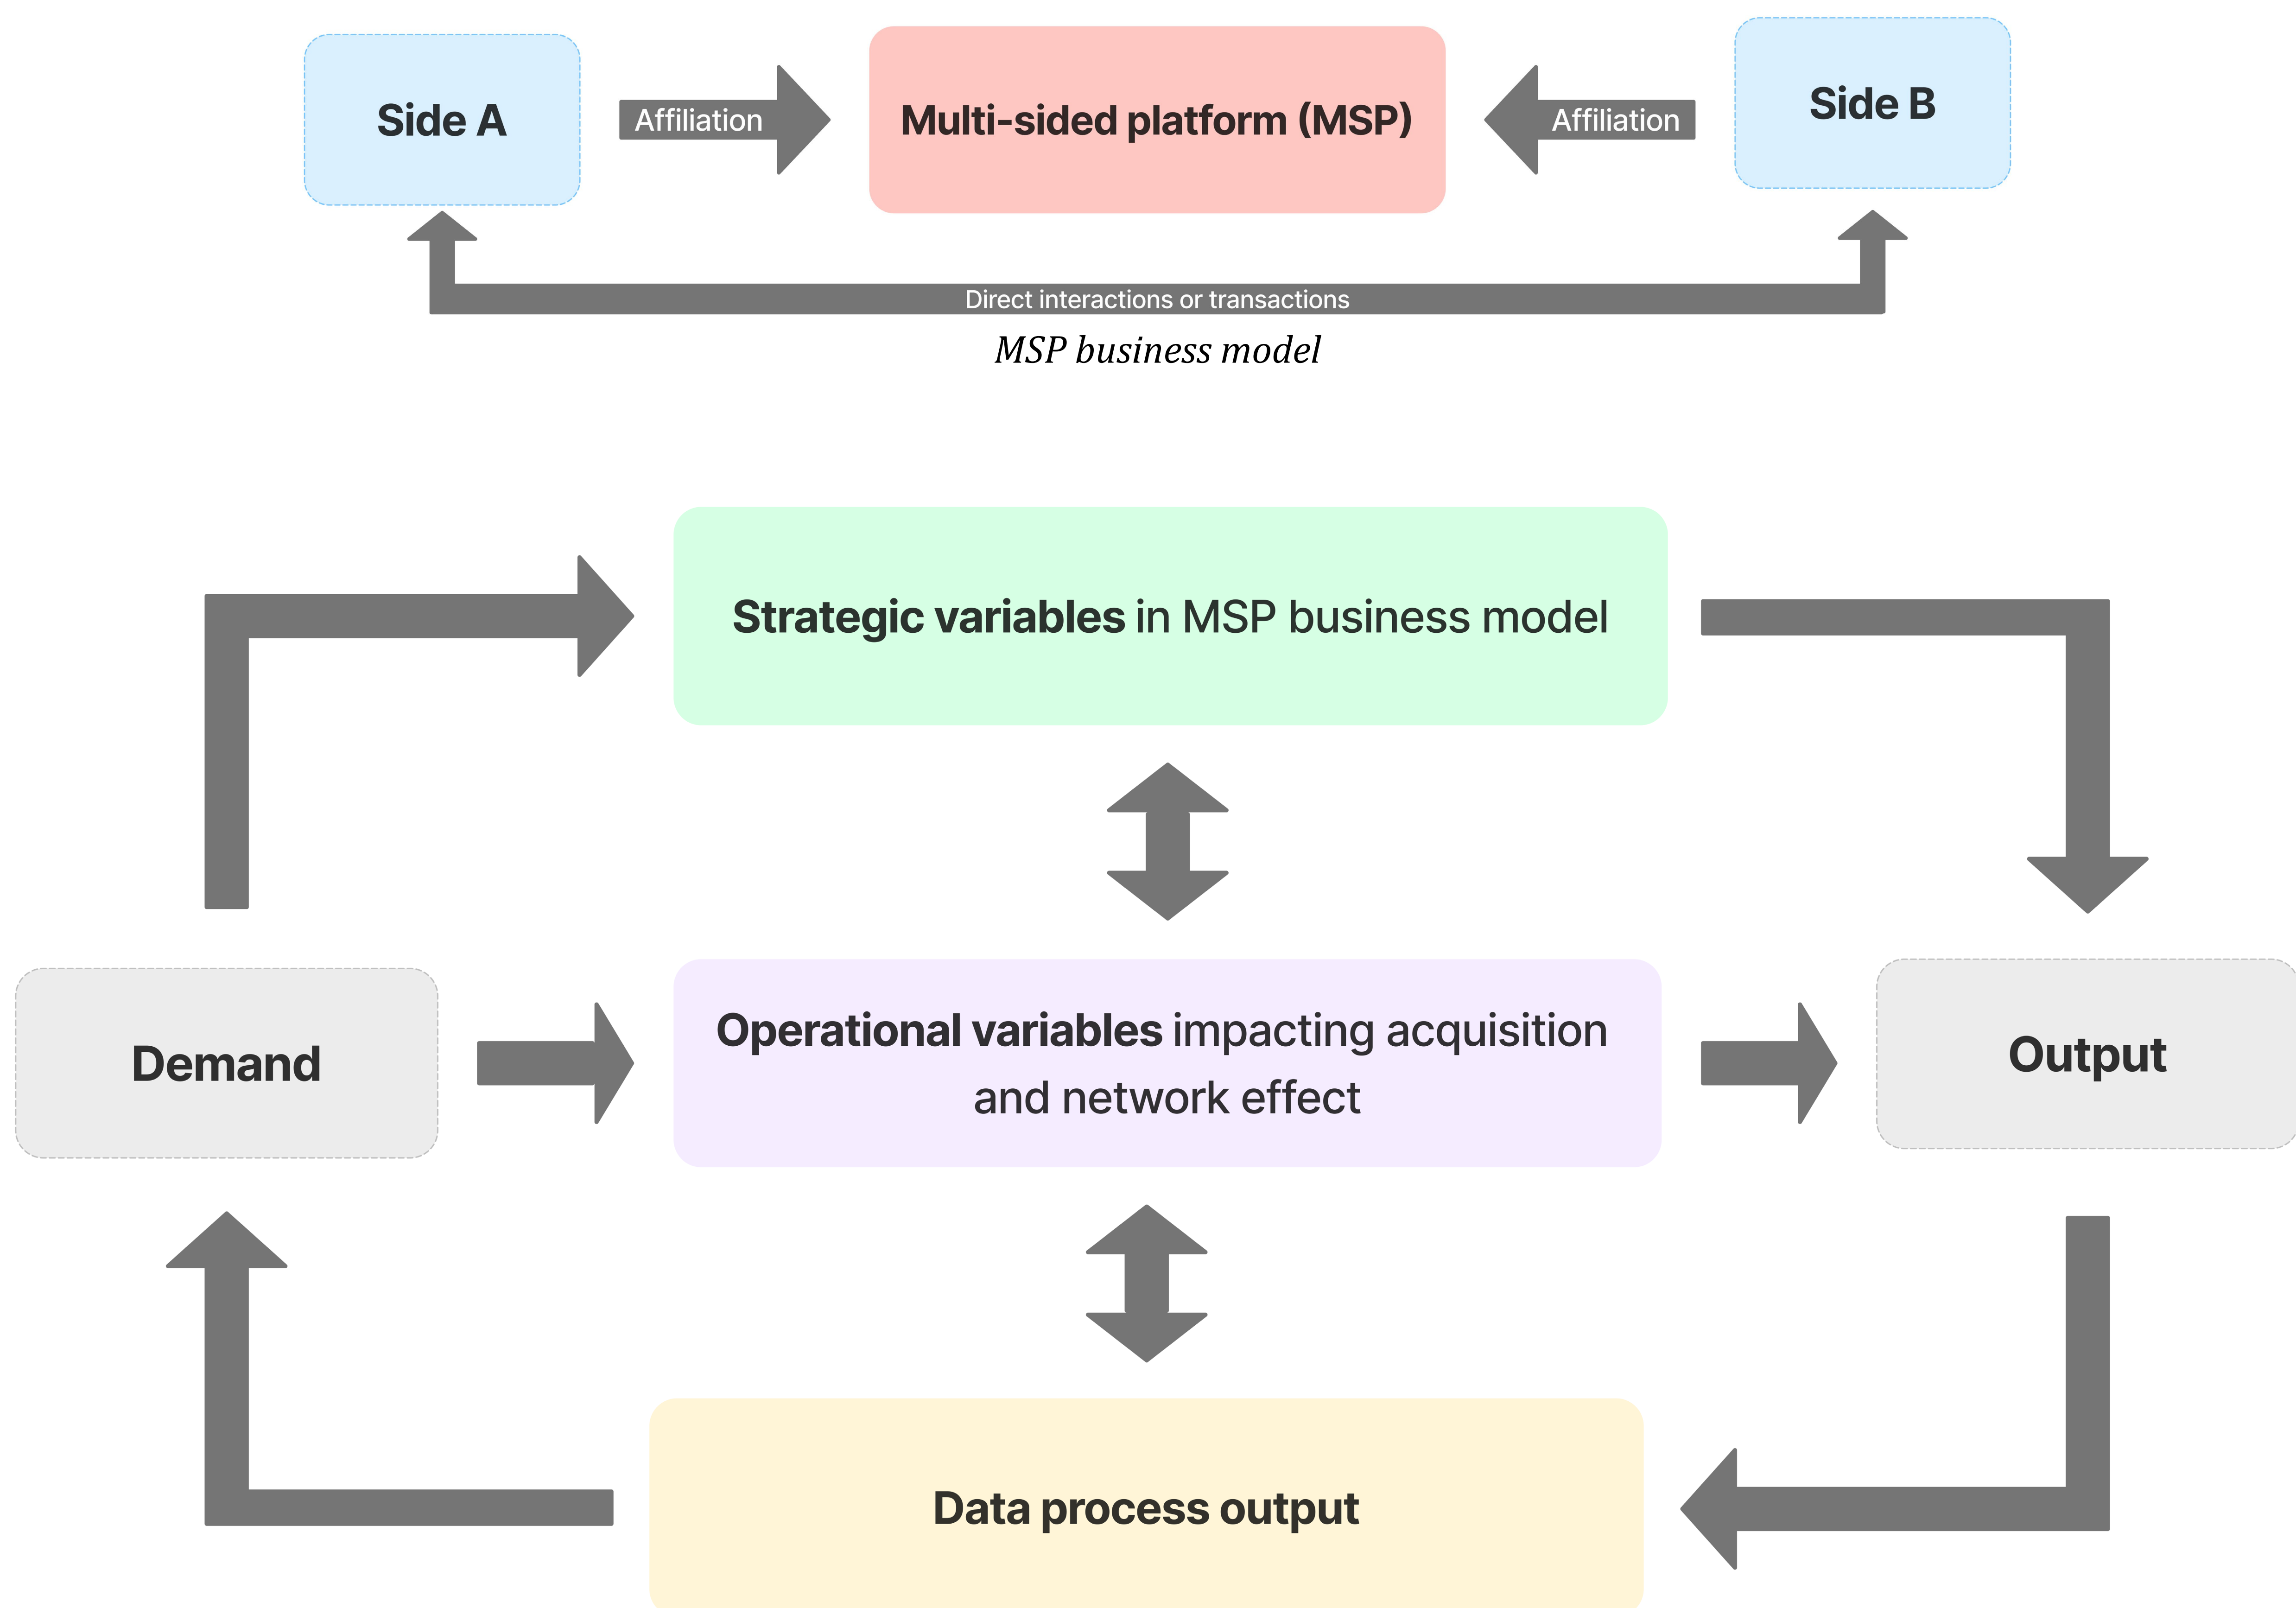 Side A
Affiliation
Multi-sided platform (MSP)
Affiliation
Side B
Direct interactions or transactions
MSP business model
Strategic variables in MSP business model
Demand
Operational variables impacting acquisition
and network effect
Output
Data process output